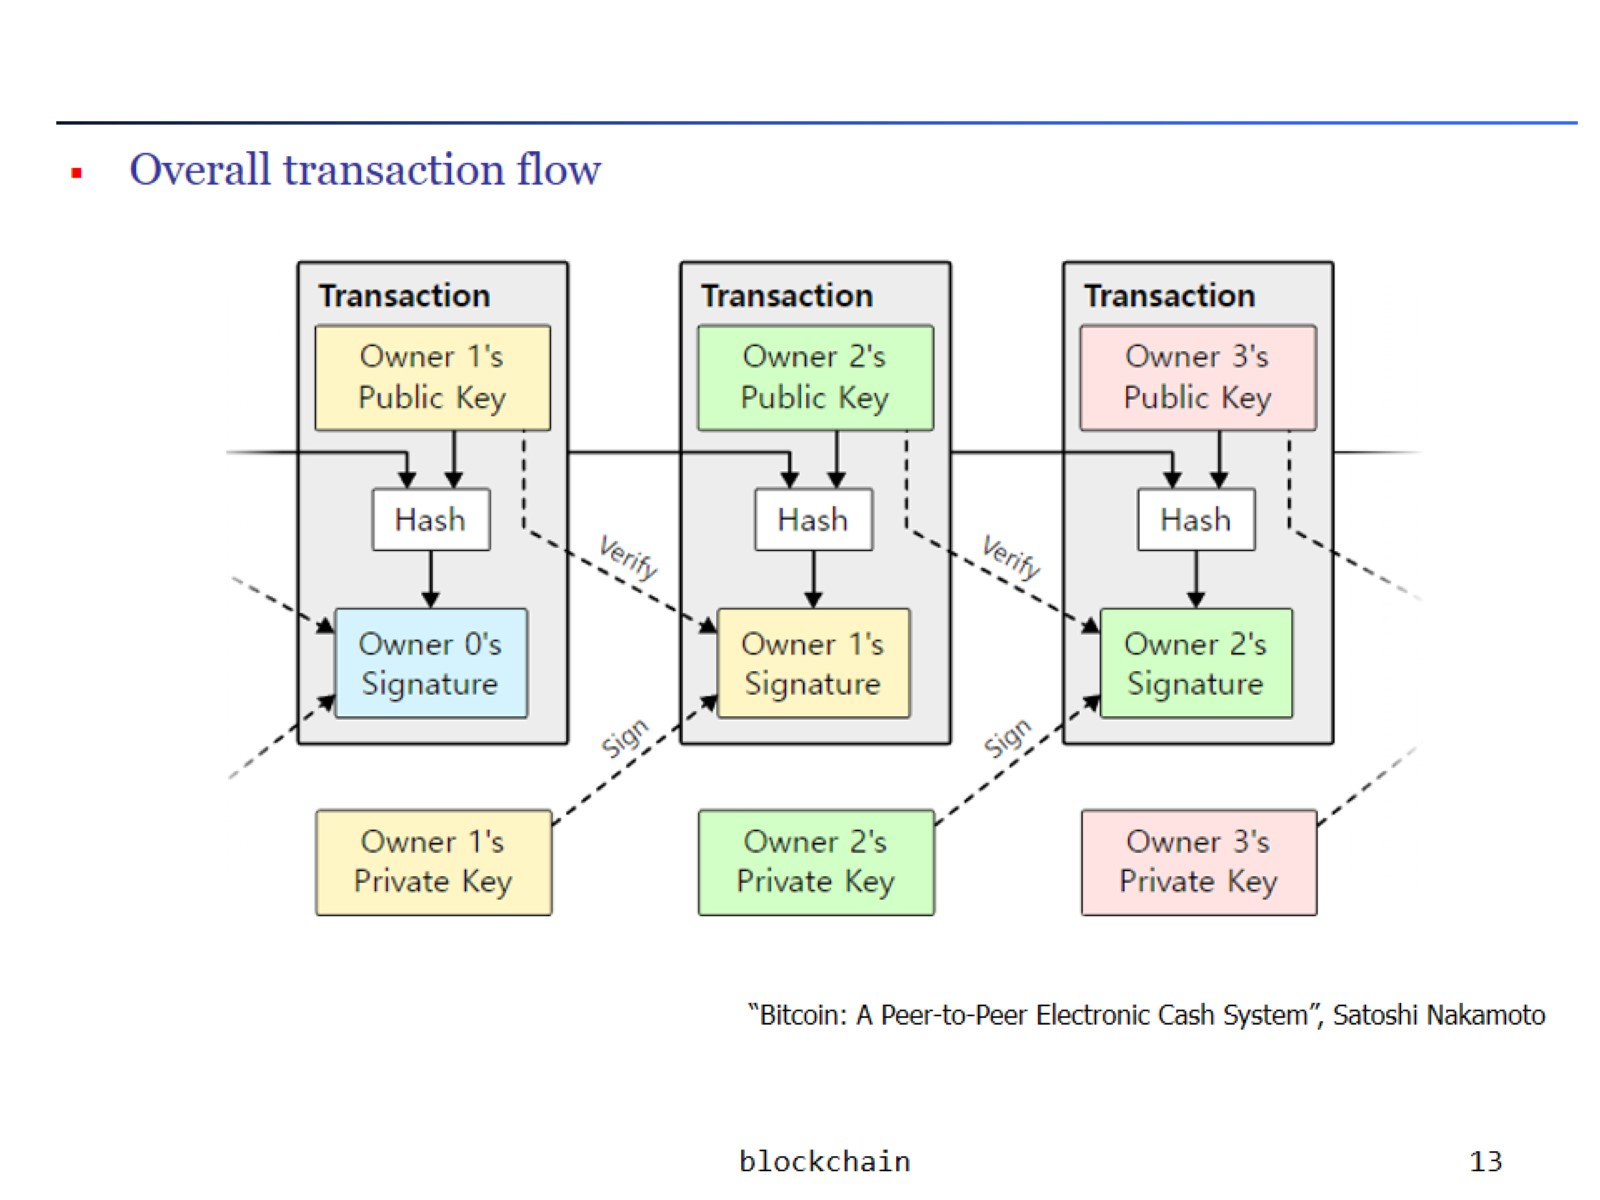 ▪ Overall transaction flow
Transaction
Owner 1's
Public Key
Hash
Owner 0's
Signature
Transaction
Owner 2's
Public Key
Hash
Owner 1's
Signature
Transaction
Owner 3's
Public Key
Hash
Owner 2's
Signature
Verify
Verify
Sign
Sign
Owner 1's
Private Key
Owner 2's
Private Key
Owner 3's
Private Key
“Bitcoin: A Peer-to-Peer Electronic Cash System”, Satoshi Nakamoto
blockchain
13